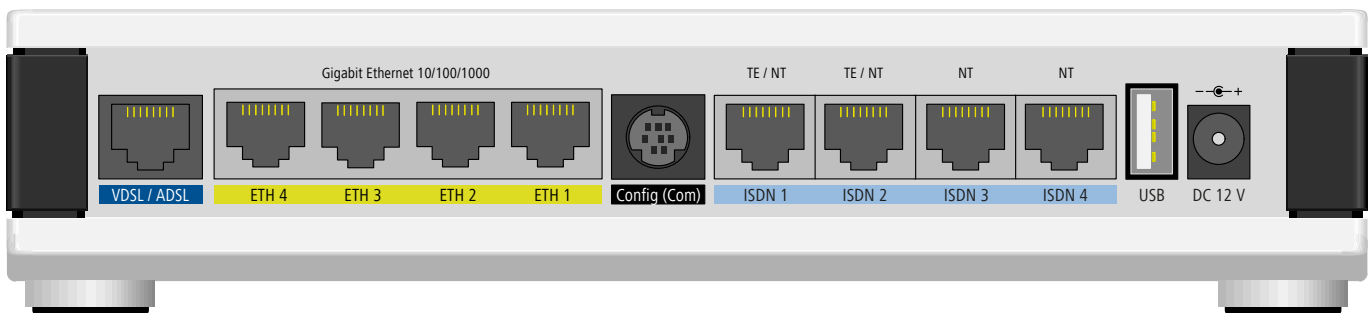 Gigabit Ethernet 10/100/1000
TE / NT
TE / NT
NT
NT
VDSL / ADSL
ETH 4
ETH 3
ETH 2
ETH 1
Config (Com)
ISDN 1
ISDN 2
ISDN 3
ISDN 4
USB
DC 12 V